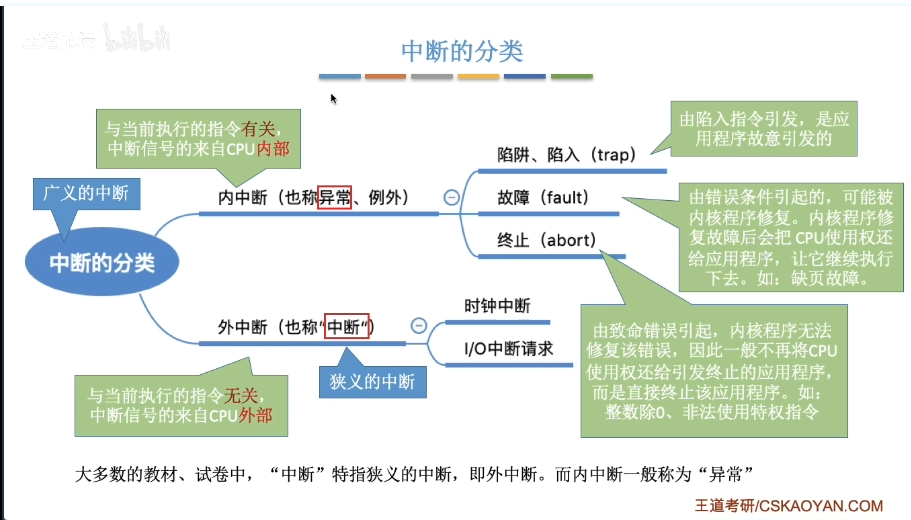 王道论坛 bilibili
中断的分类
与当前执行的指令有关，
中断信号的来自CPU内部
由陷入指令引发，是应
用程序故意引发的
广义的中断
内中断（也称异常、例外）
陷阱、陷入（trap）
故障（fault）
终止（abort）
由错误条件引起的，可能被
内核程序修复。内核程序修
复故障后会把 CPU使用权还
给应用程序，让它继续执行
下去。如：缺页故障。
中断的分类
外中断（也称“中断”）
时钟中断
I/O中断请求
狭义的中断
由致命错误引起，内核程序无法
修复该错误，因此一般不再将CPU
使用权还给引发终止的应用程序，
而是直接终止该应用程序。如：
整数除0、非法使用特权指令
与当前执行的指令无关，
中断信号的来自CPU外部
大多数的教材、试卷中，“中断”特指狭义的中断，即外中断。而内中断一般称为“异常”
王道考研/CSKAOYAN.COM